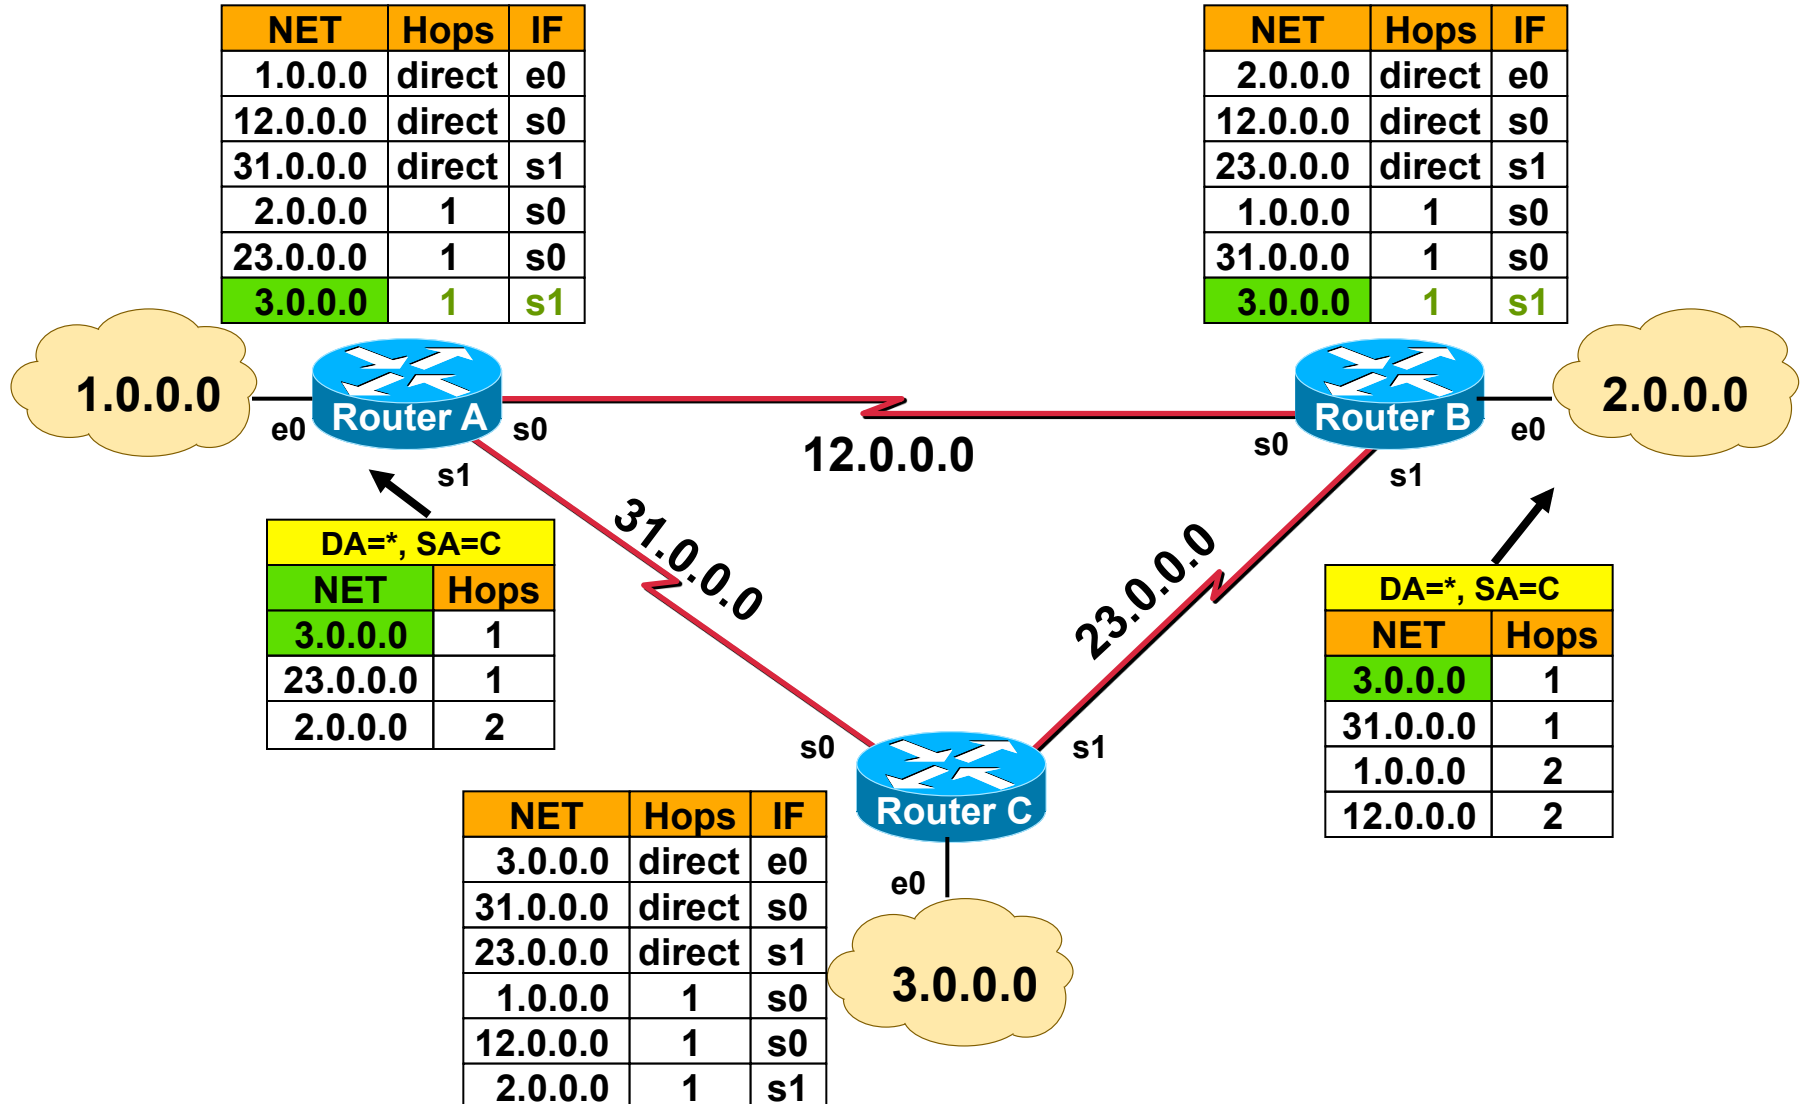 NET Hops IF
1.0.0.0 direct e0
12.0.0.0 direct s0
31.0.0.0 direct s1
2.0.0.0 1 s0
23.0.0.0 1 s0
3.0.0.0 1 s1
NET Hops IF
2.0.0.0 direct e0
12.0.0.0 direct s0
23.0.0.0 direct s1
1.0.0.0 1 s0
31.0.0.0 1 s0
3.0.0.0 1 s1
1.0.0.0
e0
Router A
s0
s1
12.0.0.0
s0
Router B
e0
s1
2.0.0.0
31.0.0.0
23.0.0.0
DA=*, SA=C
NET Hops
3.0.0.0 1
23.0.0.0 1
2.0.0.0 2
DA=*, SA=C
NET Hops
3.0.0.0 1
31.0.0.0 1
1.0.0.0 2
12.0.0.0 2
s0
s1
Router C
e0
3.0.0.0
NET Hops IF
3.0.0.0 direct e0
31.0.0.0 direct s0
23.0.0.0 direct s1
1.0.0.0 1 s0
12.0.0.0 1 s0
2.0.0.0 1 s1